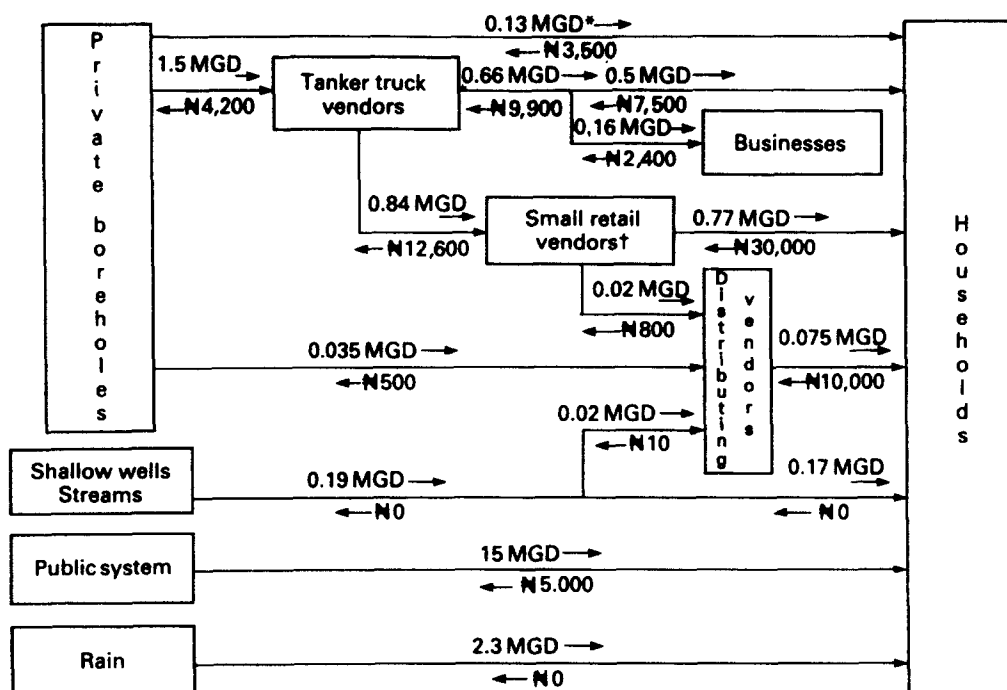 Private boreholes
0.13 MGD*
₦3,500
1.5 MGD
₦4,200
Tanker truck
vendors
0.66 MGD
₦9,900
0.5 MGD
₦7,500
0,16 MGD
₦2,400
Businesses
0.84 MGD
₦12,600
Small retail
vendors†
0.77 MGD
₦30,000
0.02 MGD
₦800
Distributing
vendors
0.035 MGD
₦500
0.075 MGD
₦10,000
0.02 MGD
₦10
Shallow wells
Streams
0.19 MGD
₦0
0.17 MGD
₦0
Public system
15 MGD
₦5.000
Rain
2.3 MGD
₦0
Households